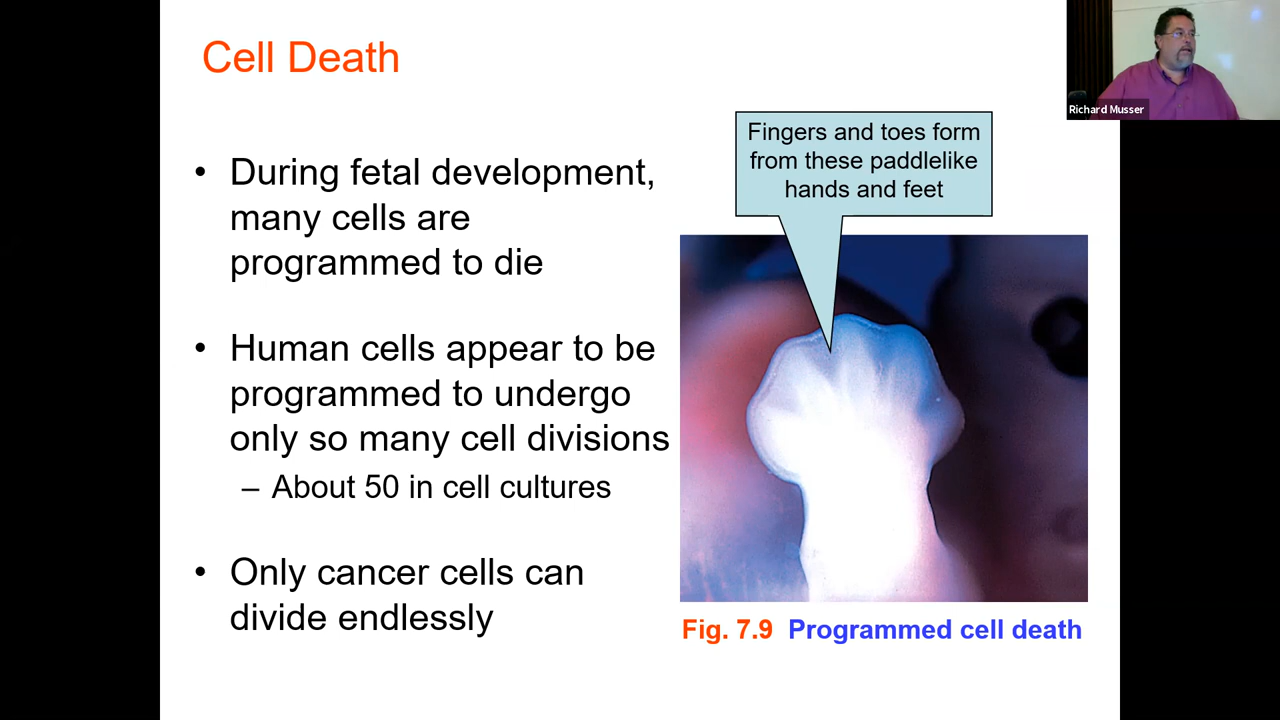 Cell Death
Richard Musser
Fingers and toes form
from these paddlelike
hands and feet
• During fetal development,
many cells are
programmed to die
• Human cells appear to be
programmed to undergo
only so many cell divisions
– About 50 in cell cultures
• Only cancer cells can
divide endlessly
Fig. 7.9 Programmed cell death